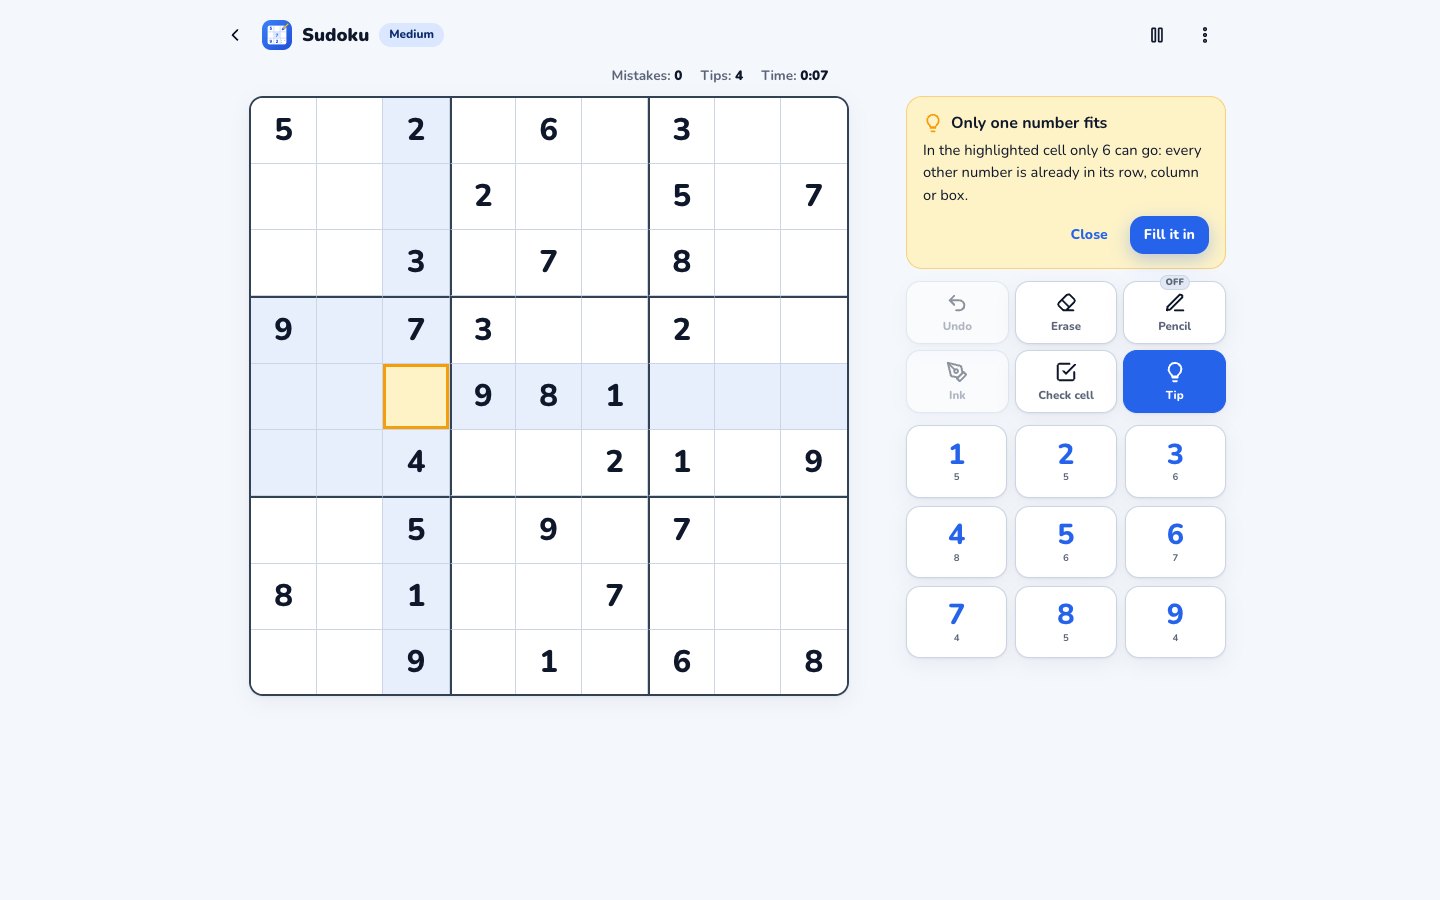 Sudoku Medium
Mistakes: 0 Tips: 4 Time: 0:07
5 2 6 3
2 5 7
3 7 8
9 7 3 2
9 8 1
4 2 1 9
5 9 7
8 1 7
9 1 6 8
Only one number fits
In the highlighted cell only 6 can go: every
other number is already in its row, column
or box.
Close Fill it in
OFF
Undo Erase Pencil
Ink Check cell Tip
1 2 3
5 5 6
4 5 6
8 6 7
7 8 9
4 5 4